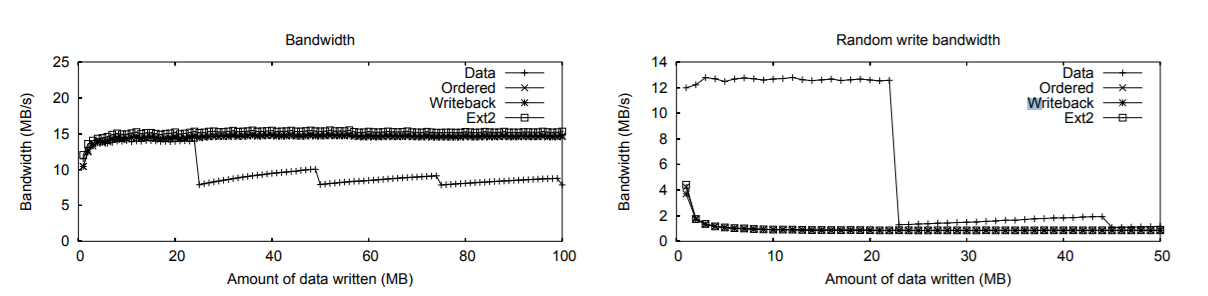 Bandwidth
Bandwidth (MB/s)
25
20
15
10
5
0
Data
Ordered
Writeback
Ext2
0 20 40 60 80 100
Amount of data written (MB)
Random write bandwidth
Bandwidth (MB/s)
14
12
10
8
6
4
2
0
Data
Ordered
Writeback
Ext2
0 10 20 30 40 50
Amount of data written (MB)